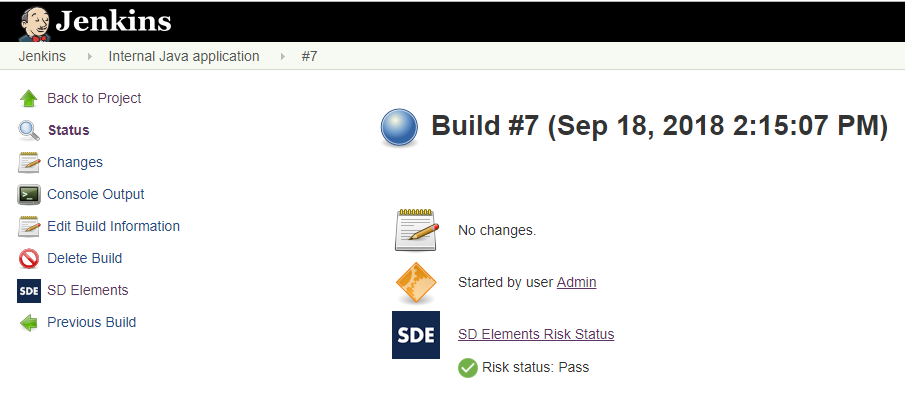 Jenkins
Jenkins Internal Java application #7
Back to Project
Status
Changes
>_
Console Output
Edit Build Information
Delete Build
SDE SD Elements
Previous Build
Build #7 (Sep 18, 2018 2:15:07 PM)
No changes.
Started by user Admin
SDE SD Elements Risk Status
Risk status: Pass